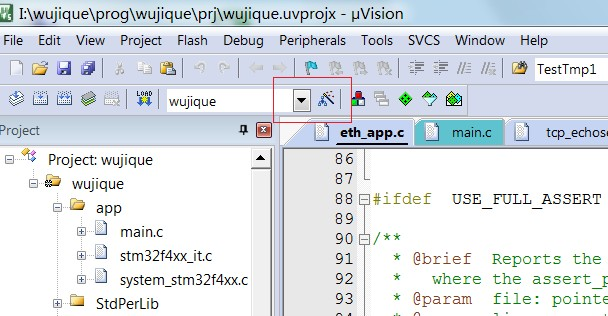 I:\wujique\prog\wujique\prj\wujique.uvprojx - µVision
File Edit View Project Flash Debug Peripherals Tools SVCS Window Help
TestTmp1
LOAD
wujique
Project
eth_app.c main.c tcp_echose
Project: wujique
wujique
app
main.c
stm32f4xx_it.c
system_stm32f4xx.c
StdPerLib
86
87
88 #ifdef USE_FULL_ASSERT
89
90 /**
91 * @brief Reports the
92 * where the assert_p
93 * @param file: pointe
94